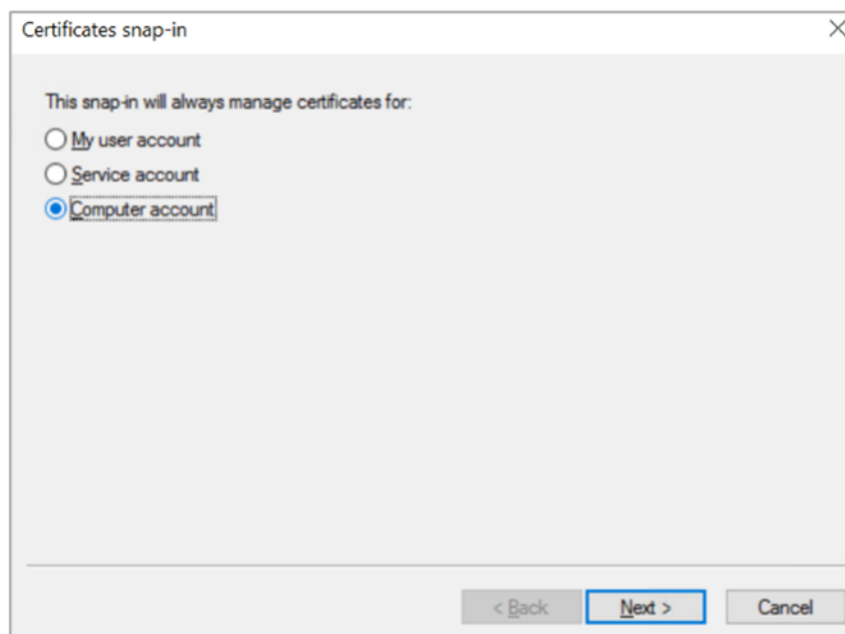 Certificates snap-in
This snap-in will always manage certificates for:
My user account
Service account
Computer account
< Back
Next >
Cancel